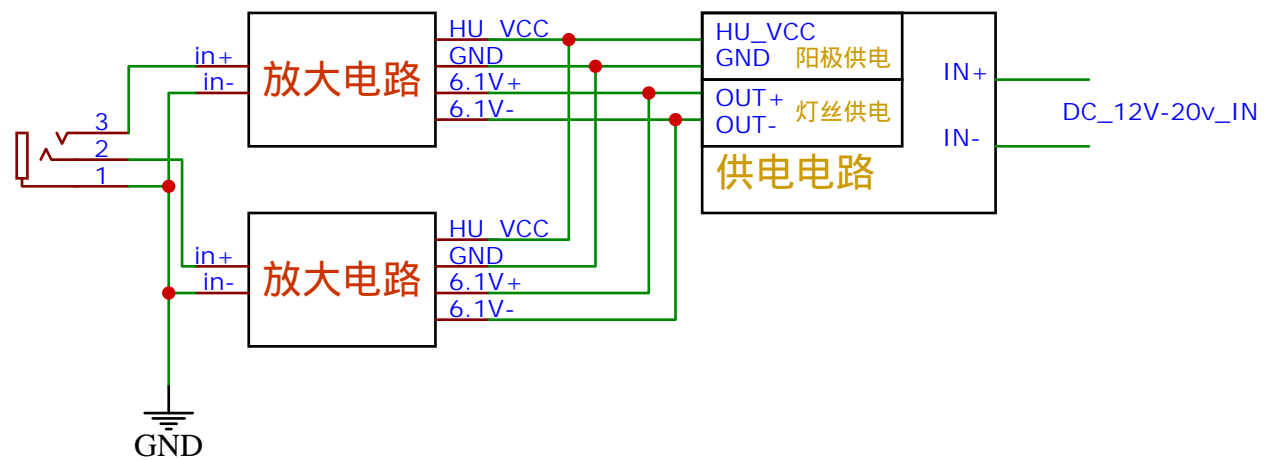 HU_VCC
GND
6.1V+
6.1V-
in+
in-
放大电路
HU_VCC
GND
阳极供电
OUT+
OUT-
灯丝供电
供电电路
IN+
IN-
DC_12V-20v_IN
3
2
1
HU_VCC
GND
6.1V+
6.1V-
in+
in-
放大电路
GND